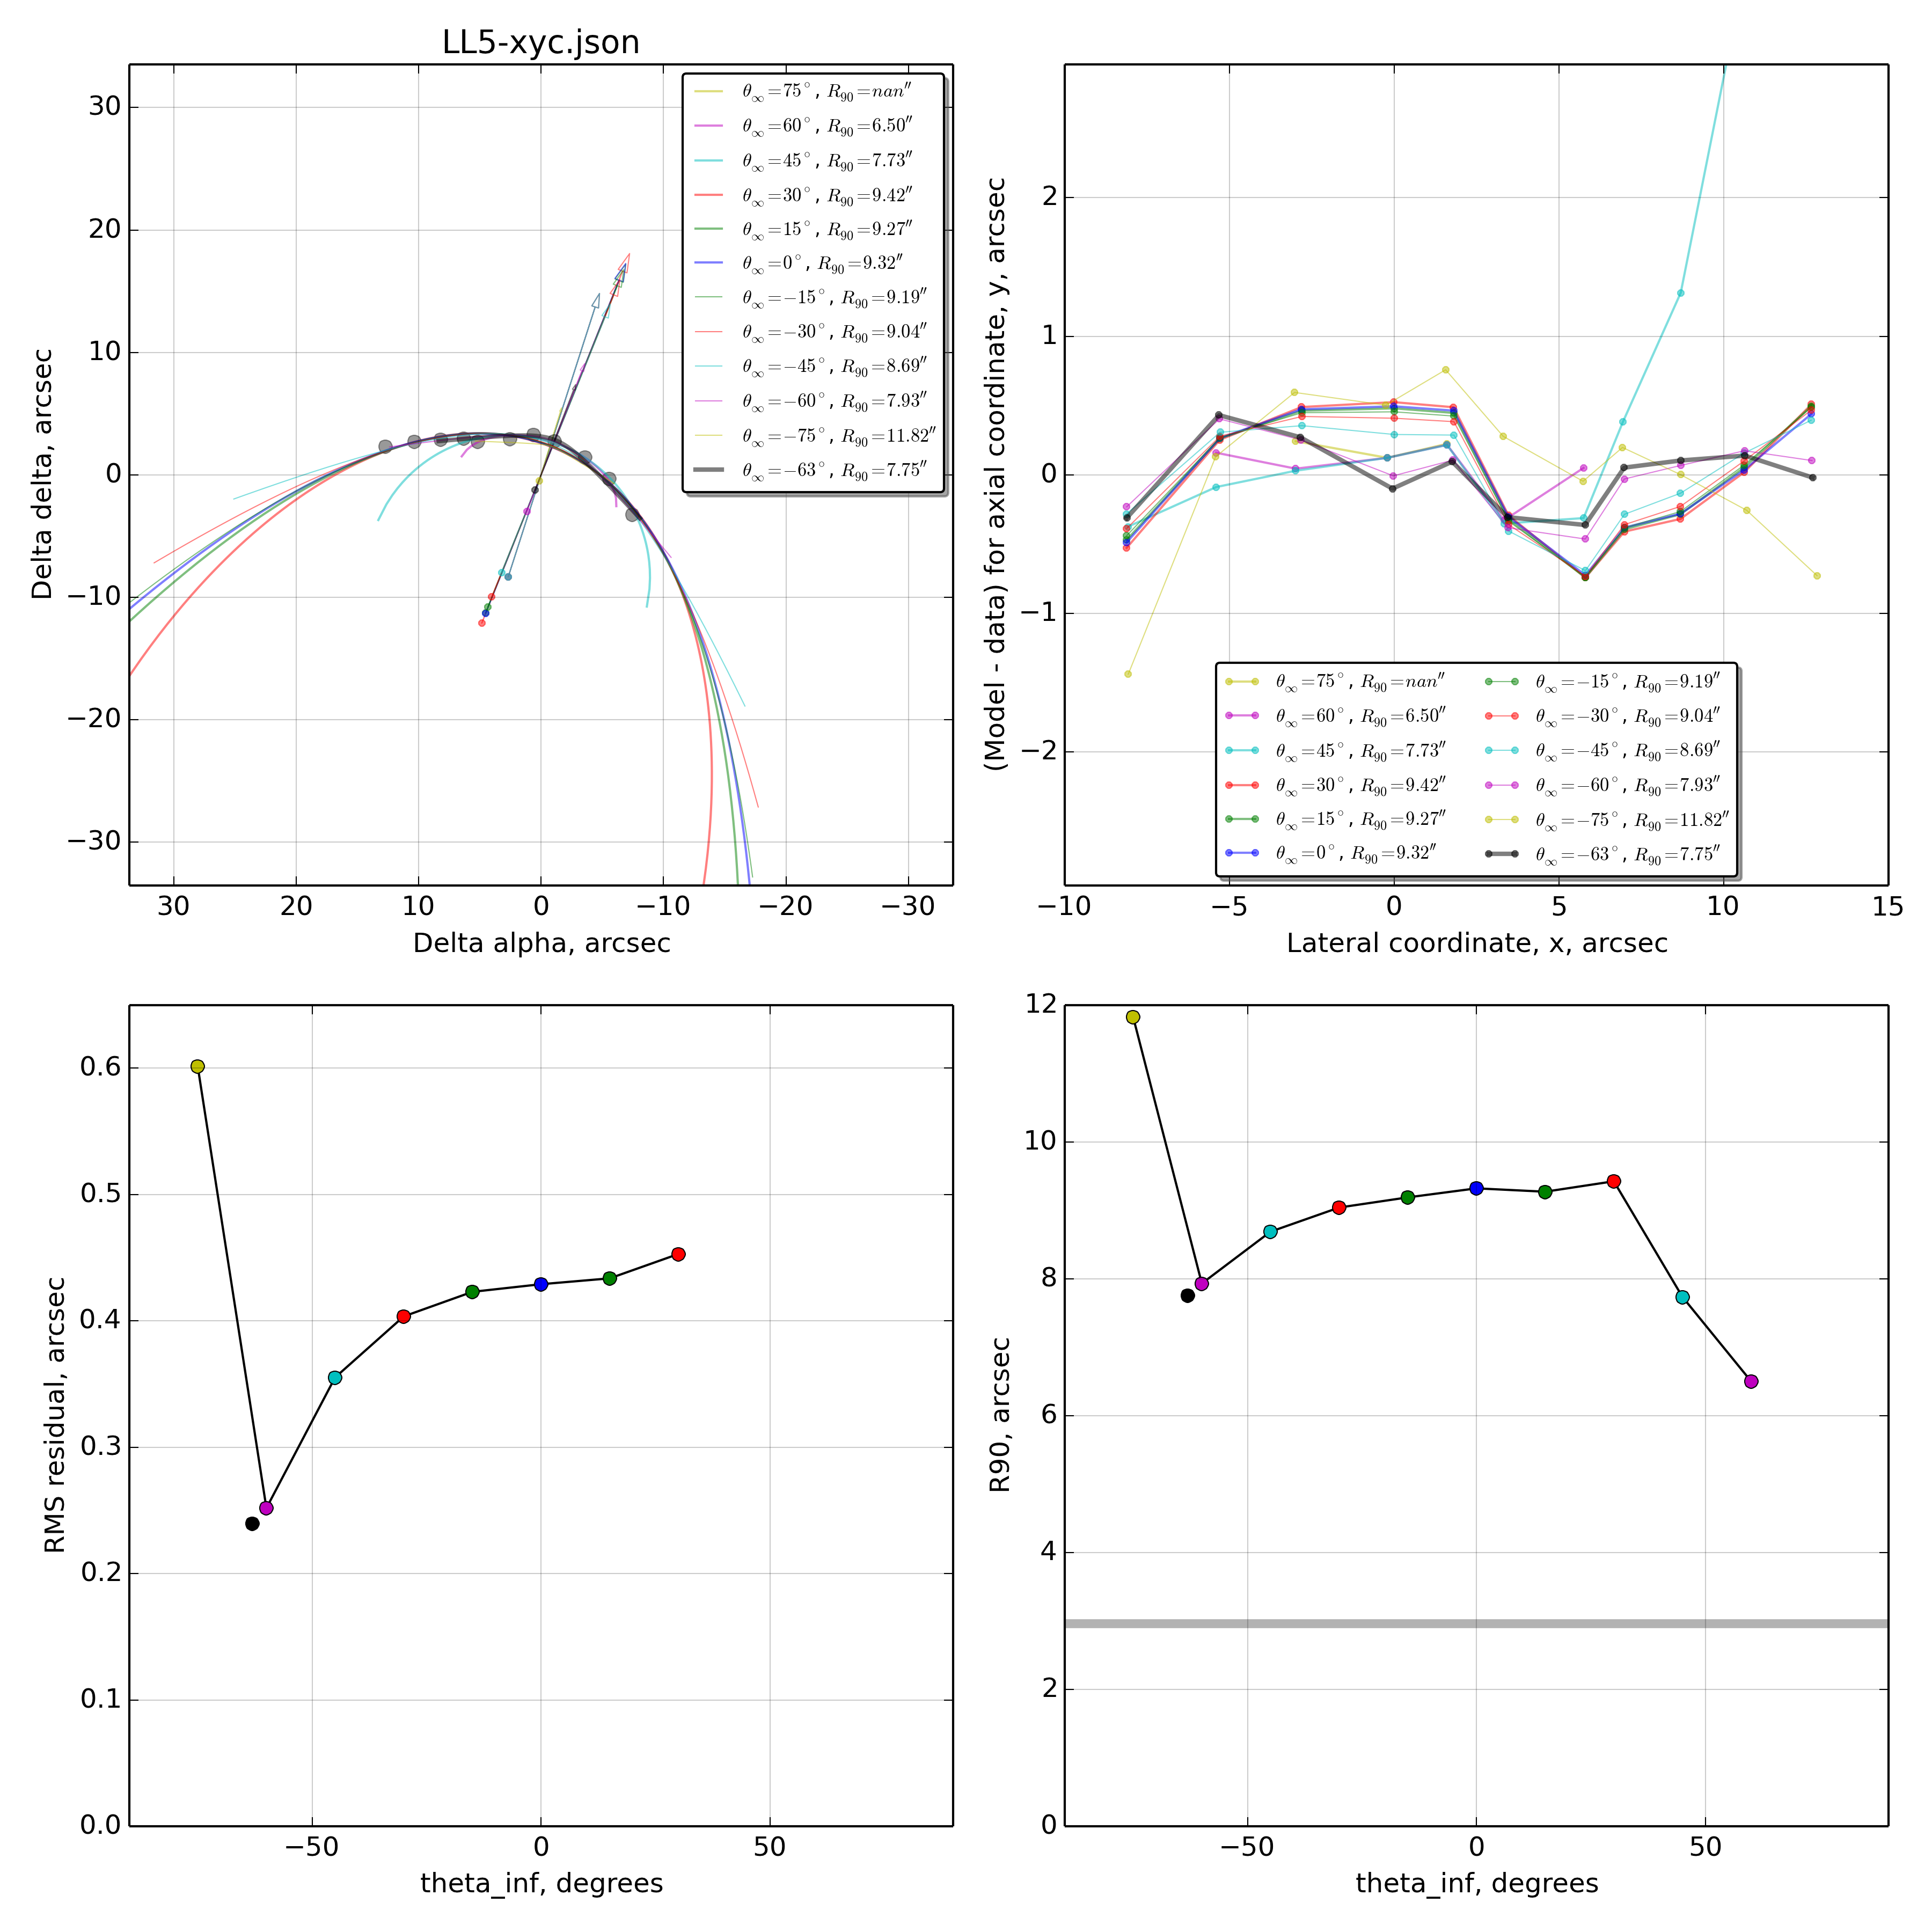 LL5-xyc.json
θ∞=75°, R90=nan″
θ∞=60°, R90=6.50″
θ∞=45°, R90=7.73″
θ∞=30°, R90=9.42″
θ∞=15°, R90=9.27″
θ∞=0°, R90=9.32″
θ∞=−15°, R90=9.19″
θ∞=−30°, R90=9.04″
θ∞=−45°, R90=8.69″
θ∞=−60°, R90=7.93″
θ∞=−75°, R90=11.82″
θ∞=−63°, R90=7.75″
30
20
10
0
−10
−20
−30
Delta delta, arcsec
30 20 10 0 −10 −20 −30
Delta alpha, arcsec
2
1
0
−1
−2
(Model - data) for axial coordinate, y, arcsec
θ∞=75°, R90=nan″ θ∞=−15°, R90=9.19″
θ∞=60°, R90=6.50″ θ∞=−30°, R90=9.04″
θ∞=45°, R90=7.73″ θ∞=−45°, R90=8.69″
θ∞=30°, R90=9.42″ θ∞=−60°, R90=7.93″
θ∞=15°, R90=9.27″ θ∞=−75°, R90=11.82″
θ∞=0°, R90=9.32″ θ∞=−63°, R90=7.75″
−10 −5 0 5 10 15
Lateral coordinate, x, arcsec
0.6
0.5
0.4
0.3
0.2
0.1
0.0
RMS residual, arcsec
−50 0 50
theta_inf, degrees
12
10
8
6
4
2
0
R90, arcsec
−50 0 50
theta_inf, degrees